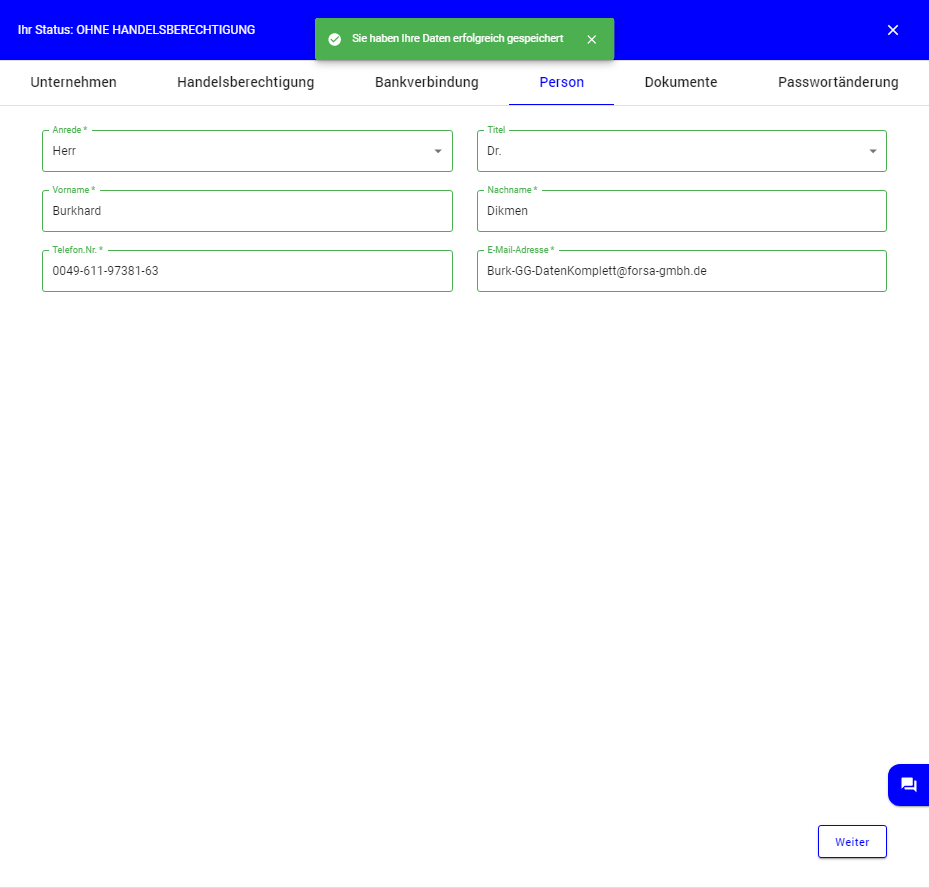 Ihr Status: OHNE HANDELSBERECHTIGUNG
Sie haben Ihre Daten erfolgreich gespeichert
Unternehmen Handelsberechtigung Bankverbindung Person Dokumente Passwortänderung
Anrede * Titel
Herr Dr.
Vorname * Nachname *
Burkhard Dikmen
Telefon.Nr. * E-Mail-Adresse *
0049-611-97381-63 Burk-GG-DatenKomplett@forsa-gmbh.de
Weiter